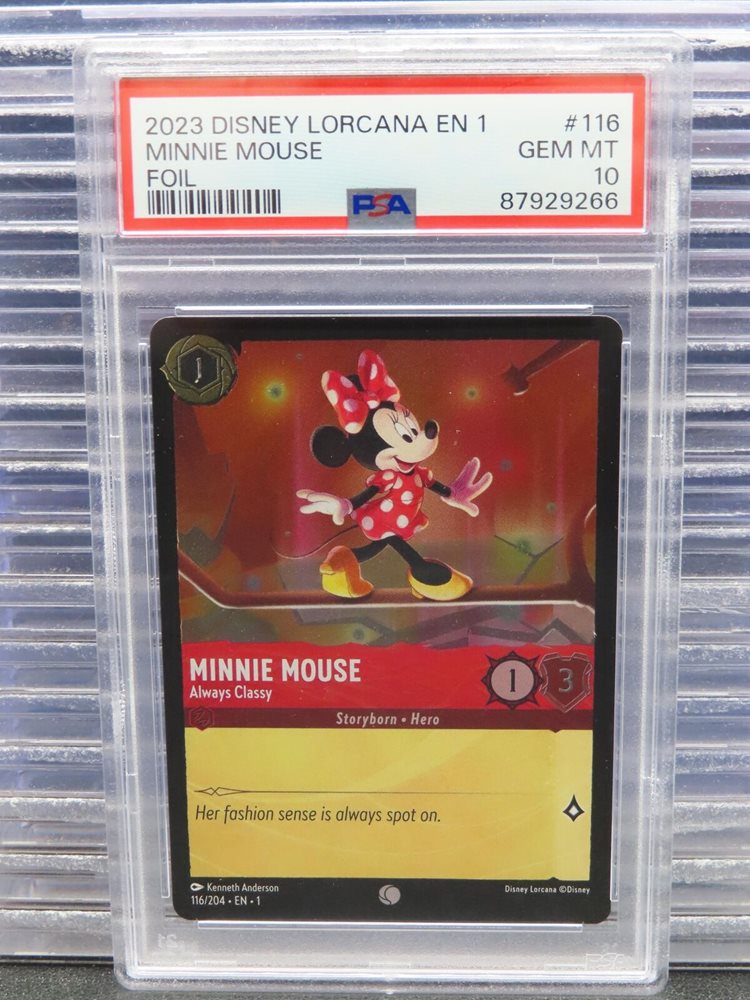 2023 DISNEY LORCANA EN 1 #116
MINNIE MOUSE GEM MT
FOIL 10
PSA 87929266
1
MINNIE MOUSE
Always Classy
1 3
Storyborn • Hero
Her fashion sense is always spot on.
Kenneth Anderson
116/204 • EN • 1
Disney Lorcana ©Disney